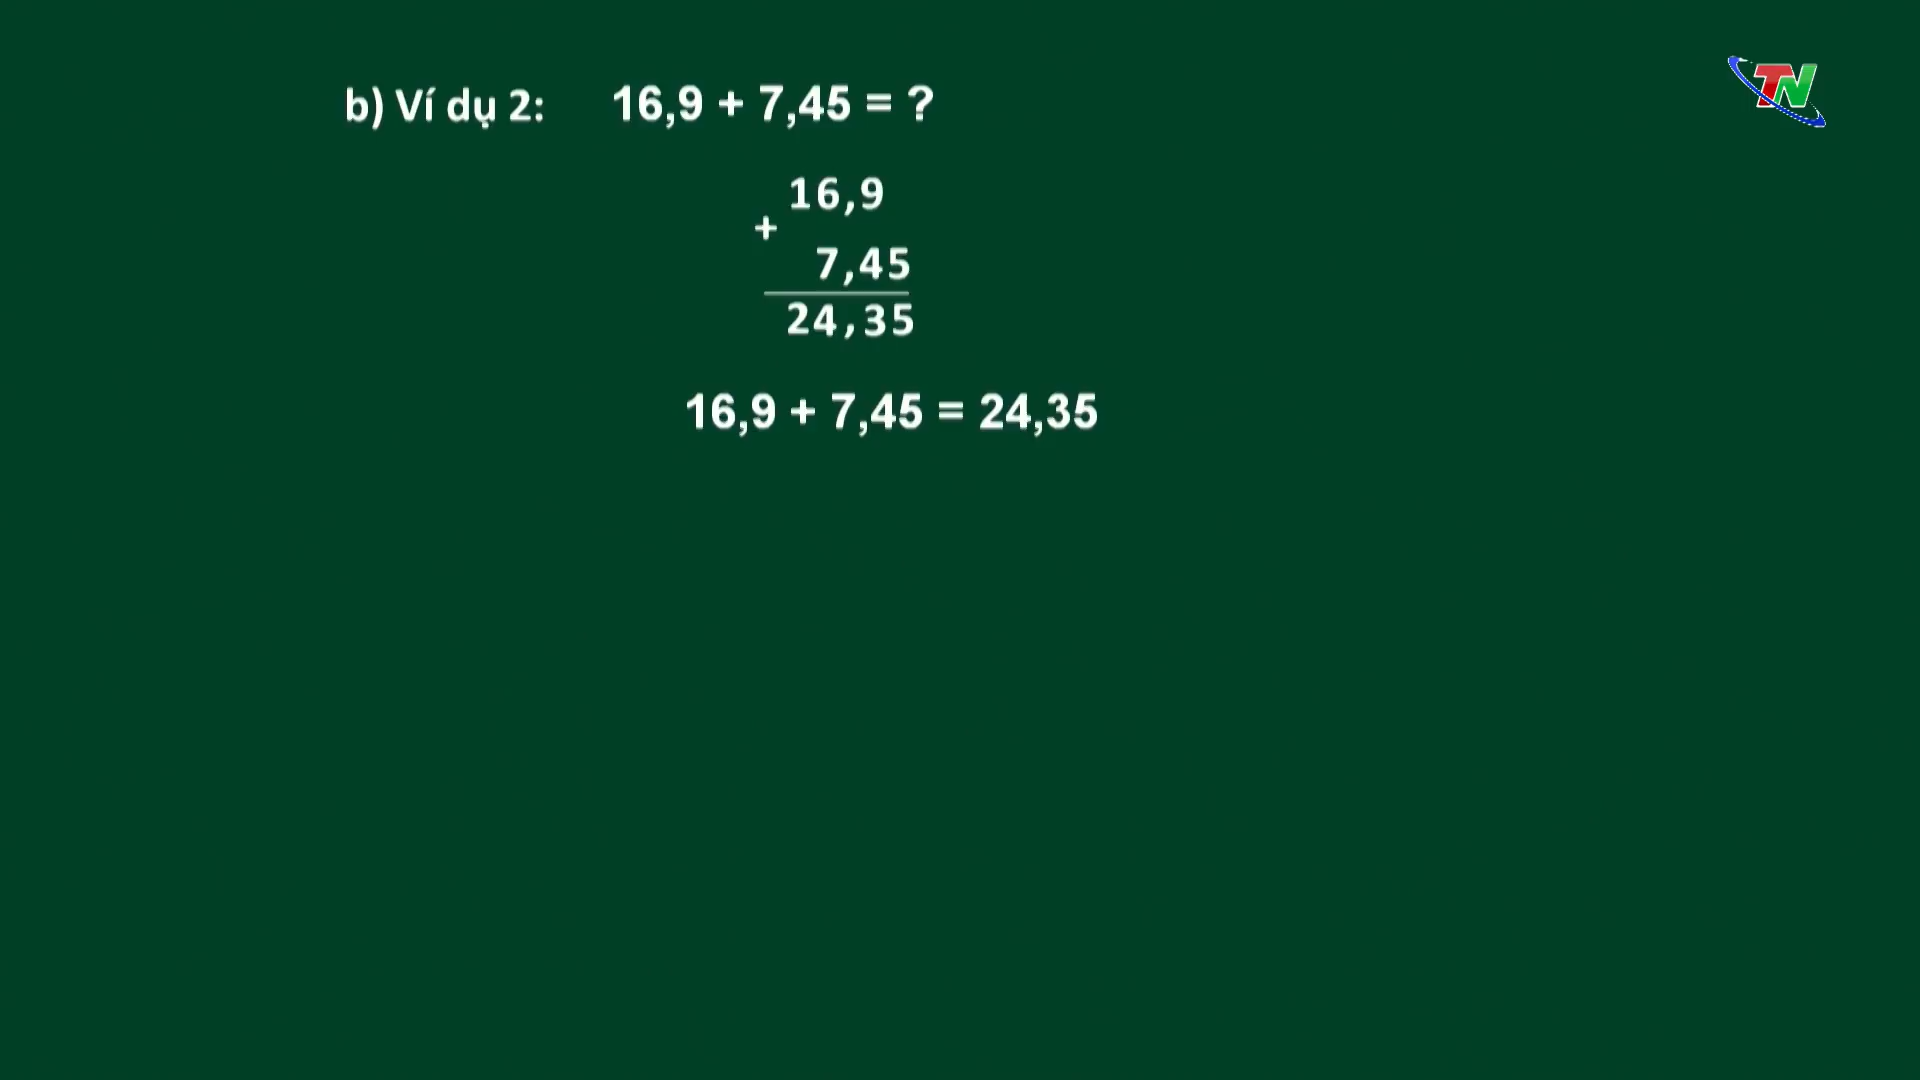 b) Ví dụ 2: 16,9 + 7,45 = ?
16,9
+
7,45
24,35
16,9 + 7,45 = 24,35
TN